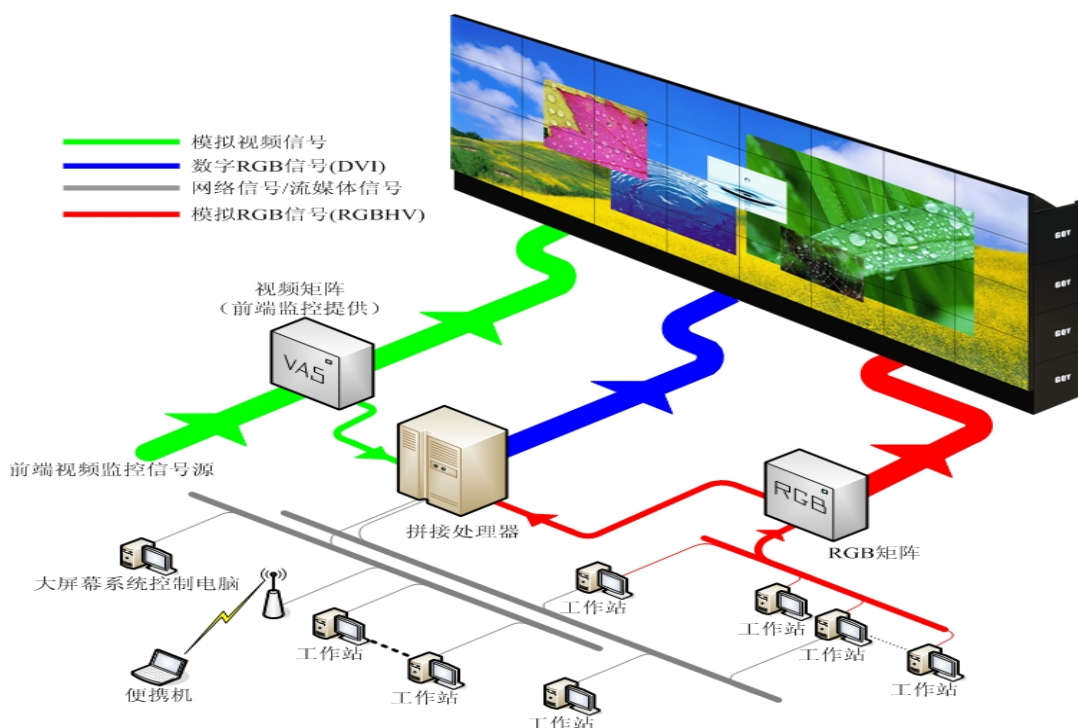 模拟视频信号
数字RGB信号(DVI)
网络信号/流媒体信号
模拟RGB信号(RGBHV)
GQY
GQY
GQY
GQY
视频矩阵
（前端监控提供）
VAS
前端视频监控信号源
拼接处理器
RGB
RGB矩阵
大屏幕系统控制电脑
工作站
工作站
工作站
工作站
工作站
工作站
工作站
便携机